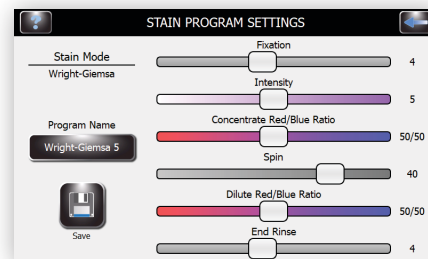 ?
STAIN PROGRAM SETTINGS
Stain Mode
Wright-Giemsa
Program Name
Wright-Giemsa 5
Save
Fixation
4
Intensity
5
Concentrate Red/Blue Ratio
50/50
Spin
40
Dilute Red/Blue Ratio
50/50
End Rinse
4